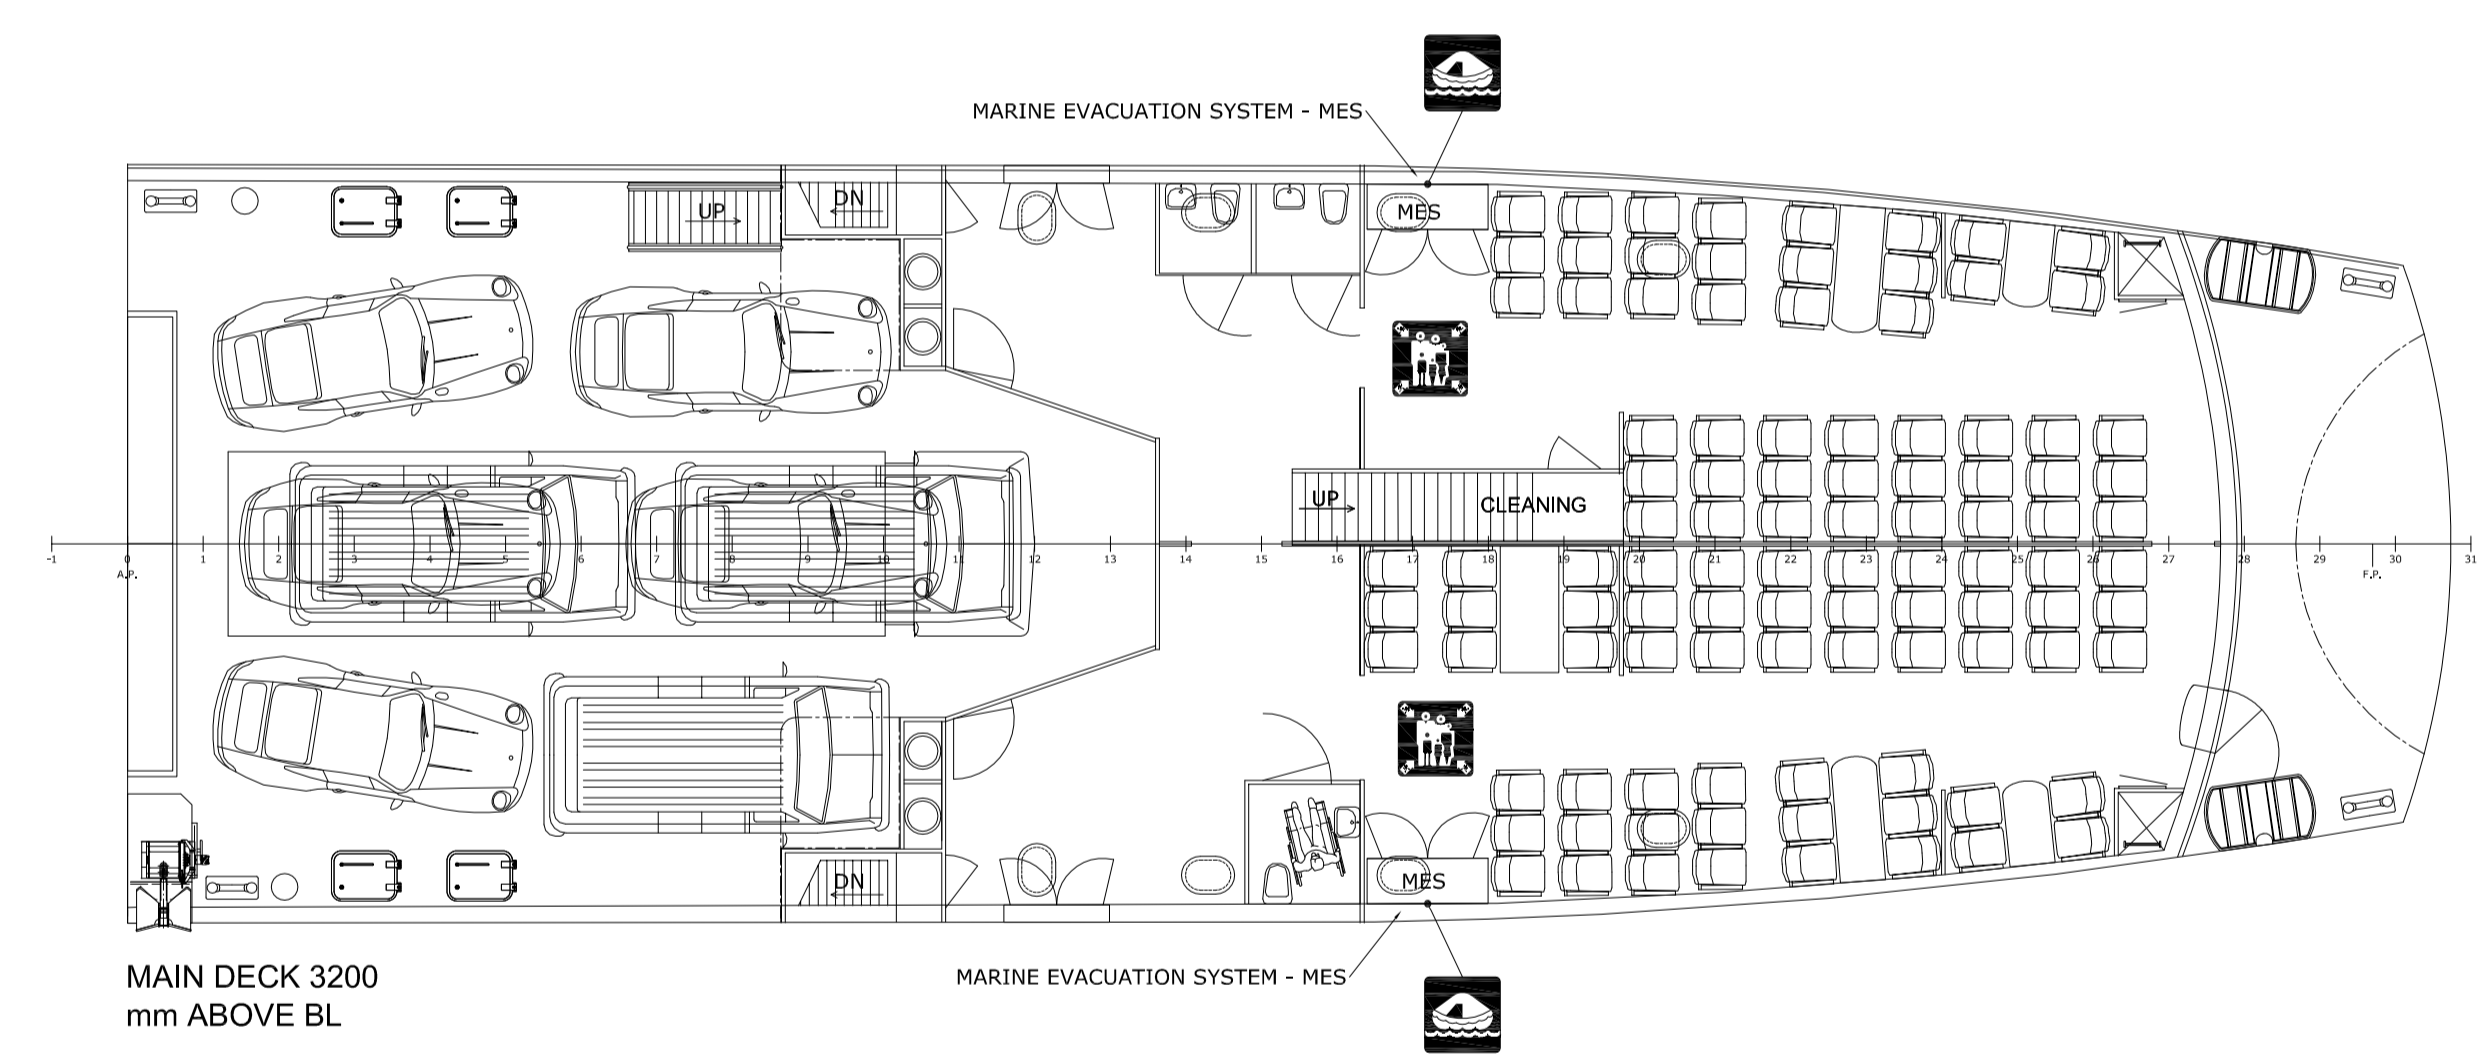 MARINE EVACUATION SYSTEM - MES
UP
DN
MES
UP
CLEANING
-1 0 1 2 3 4 5 6 7 8 9 10 11 12 13 14 15 16 17 18 19 20 21 22 23 24 25 26 27 28 29 30 31
A.P.
F.P.
DN
MES
MARINE EVACUATION SYSTEM - MES
MAIN DECK 3200
mm ABOVE BL